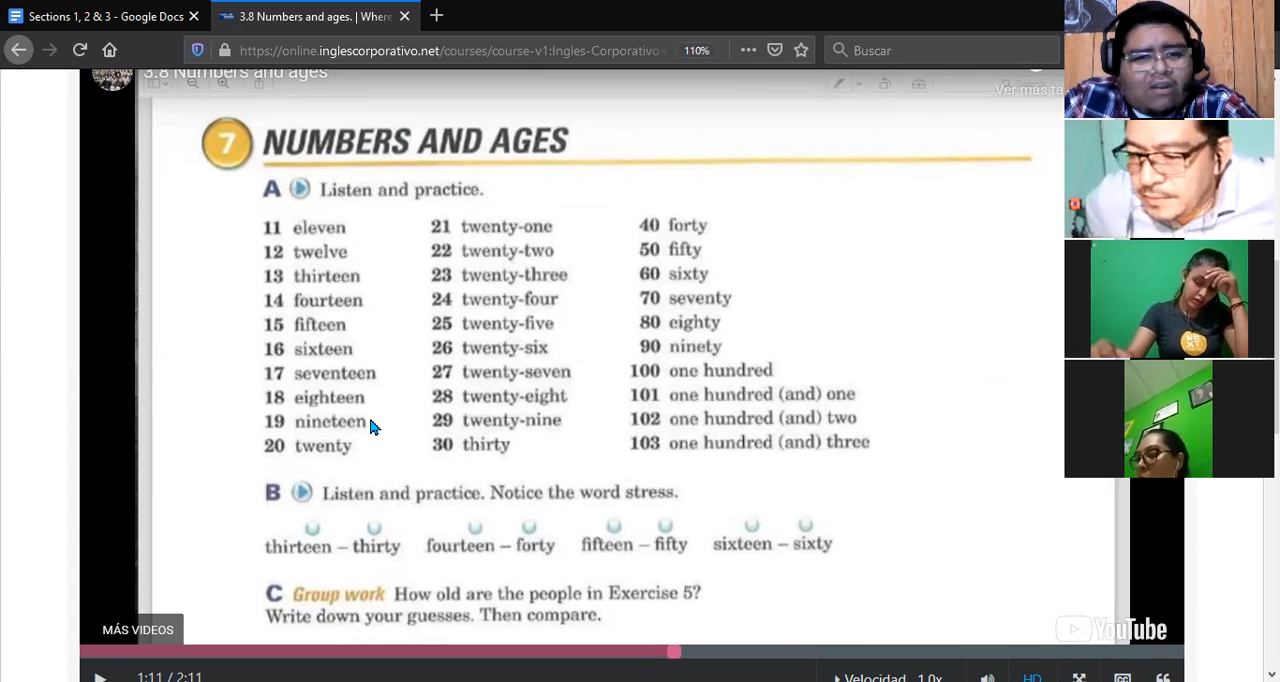 Sections 1, 2 & 3 - Google Docs
3.8 Numbers and ages. | Where
https://online.inglescorporativo.net/courses/course-v1:Ingles-Corporativo+
110%
Buscar
3.8 Numbers and ages
Ver más ta
7 NUMBERS AND AGES
A Listen and practice.
11 eleven 21 twenty-one 40 forty
12 twelve 22 twenty-two 50 fifty
13 thirteen 23 twenty-three 60 sixty
14 fourteen 24 twenty-four 70 seventy
15 fifteen 25 twenty-five 80 eighty
16 sixteen 26 twenty-six 90 ninety
17 seventeen 27 twenty-seven 100 one hundred
18 eighteen 28 twenty-eight 101 one hundred (and) one
19 nineteen 29 twenty-nine 102 one hundred (and) two
20 twenty 30 thirty 103 one hundred (and) three
B Listen and practice. Notice the word stress.
thirteen – thirty fourteen – forty fifteen – fifty sixteen – sixty
C Group work How old are the people in Exercise 5?
Write down your guesses. Then compare.
MÁS VIDEOS
YouTube
1:11 / 2:11 Velocidad 1.0x HD CC